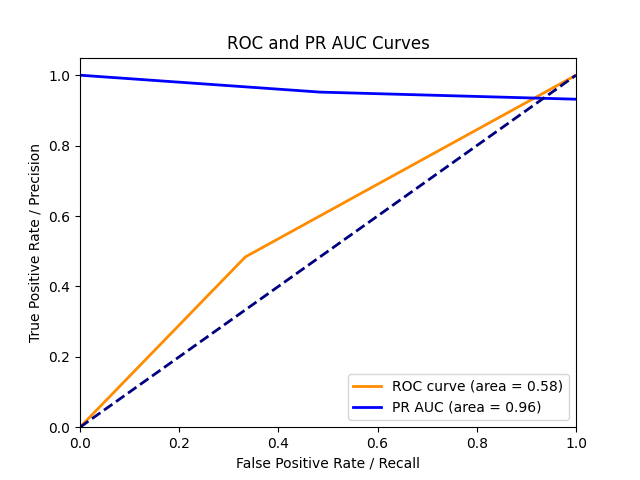 ROC and PR AUC Curves
True Positive Rate / Precision
1.0
0.8
0.6
0.4
0.2
0.0
ROC curve (area = 0.58)
PR AUC (area = 0.96)
0.0 0.2 0.4 0.6 0.8 1.0
False Positive Rate / Recall